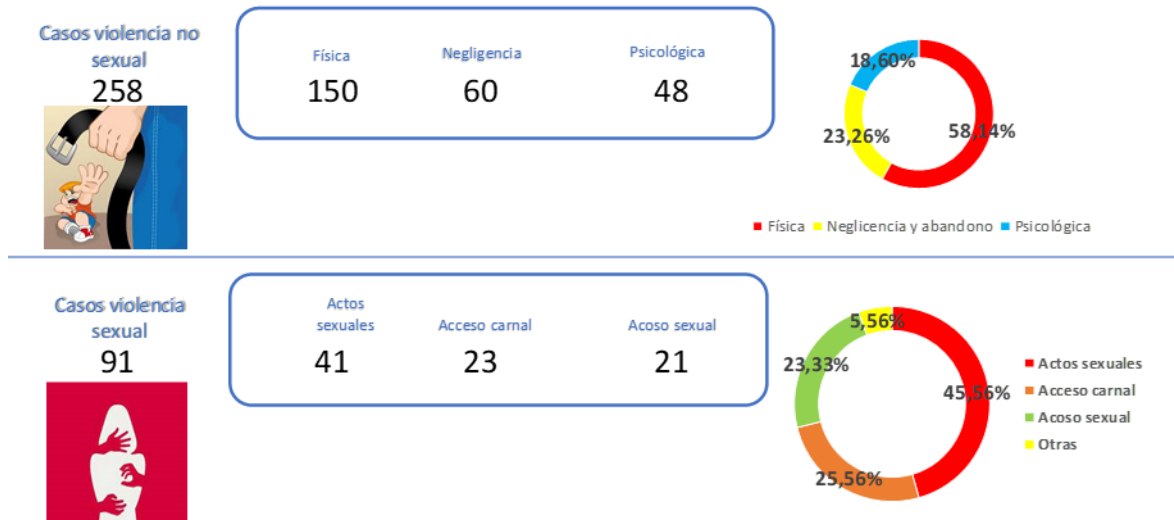 Casos violencia no
sexual
258
Física
Negligencia
Psicológica
150
60
48
18,60%
23,26%
58,14%
Física
Neglicencia y abandono
Psicológica
Casos violencia
sexual
91
Actos
sexuales
Acceso carnal
Acoso sexual
41
23
21
5,56%
23,33%
45,56%
25,56%
Actos sexuales
Acceso carnal
Acoso sexual
Otras